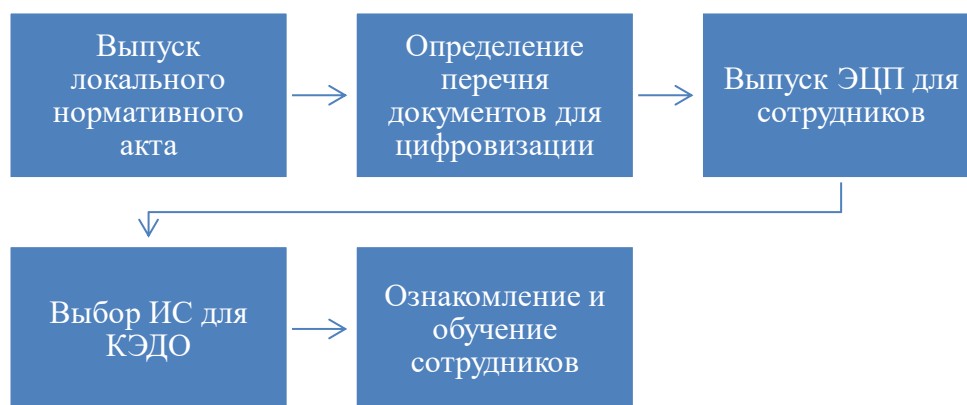 Выпуск
локального
нормативного
акта
Определение
перечня
документов для
цифровизации
Выпуск ЭЦП для
сотрудников
Выбор ИС для
КЭДО
Ознакомление и
обучение
сотрудников